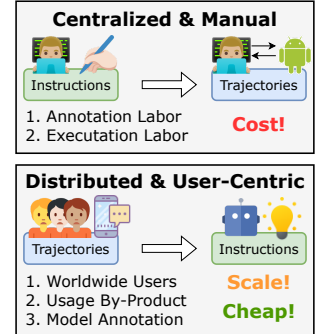 Centralized & Manual
Instructions
Trajectories
1. Annotation Labor
2. Executation Labor
Cost!
Distributed & User-Centric
Trajectories
Instructions
1. Worldwide Users
2. Usage By-Product
3. Model Annotation
Scale!
Cheap!